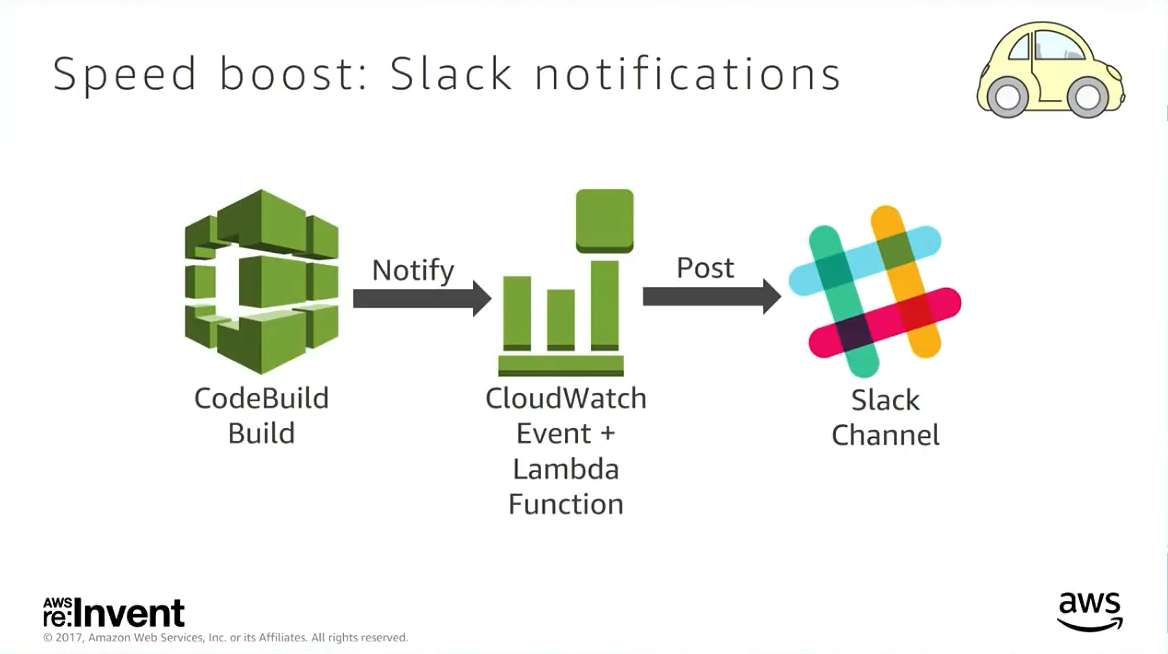 Speed boost: Slack notifications
Notify
Post
CodeBuild
Build
CloudWatch
Event +
Lambda
Function
Slack
Channel
AWS
re:Invent
© 2017, Amazon Web Services, Inc. or its Affiliates. All rights reserved.
aws